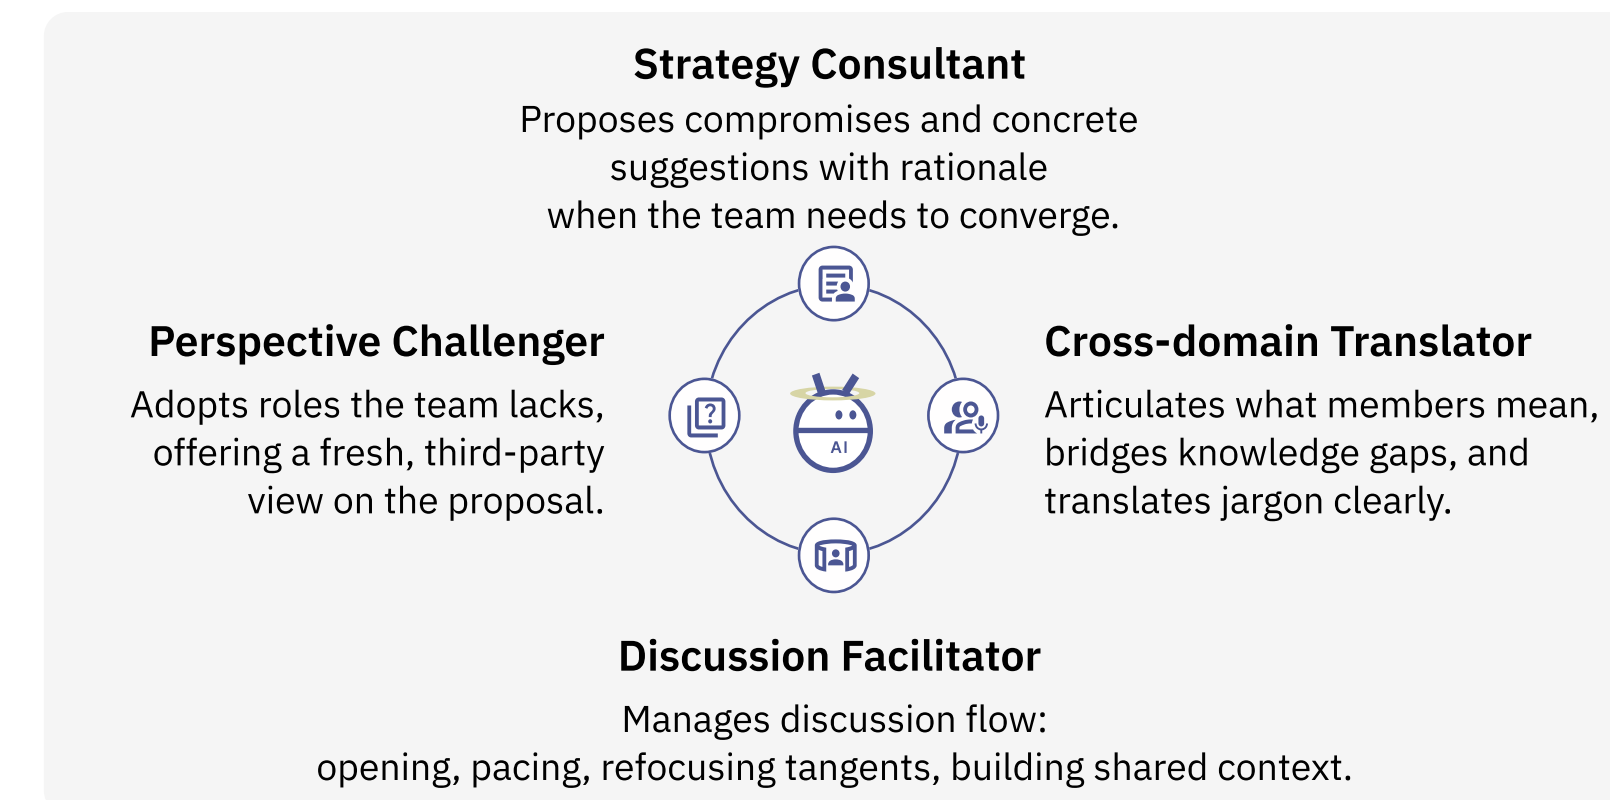 Strategy Consultant
Proposes compromises and concrete
suggestions with rationale
when the team needs to converge.
Perspective Challenger
Adopts roles the team lacks,
offering a fresh, third-party
view on the proposal.
?
AI
Cross-domain Translator
Articulates what members mean,
bridges knowledge gaps, and
translates jargon clearly.
Discussion Facilitator
Manages discussion flow:
opening, pacing, refocusing tangents, building shared context.